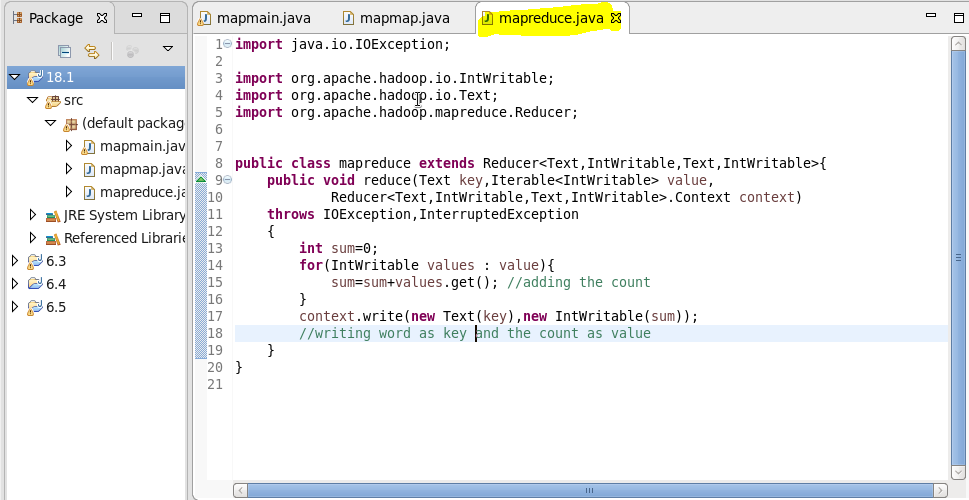 Package
18.1
src
(default packag
mapmain.jav
mapmap.java
mapreduce.ja
JRE System Library
Referenced Librarie
6.3
6.4
6.5
mapmain.java mapmap.java mapreduce.java
1 import java.io.IOException;
2
3 import org.apache.hadoop.io.IntWritable;
4 import org.apache.hadoop.io.Text;
5 import org.apache.hadoop.mapreduce.Reducer;
6
7
8 public class mapreduce extends Reducer<Text,IntWritable,Text,IntWritable>{
9 public void reduce(Text key,Iterable<IntWritable> value,
10 Reducer<Text,IntWritable,Text,IntWritable>.Context context)
11 throws IOException,InterruptedException
12 {
13 int sum=0;
14 for(IntWritable values : value){
15 sum=sum+values.get(); //adding the count
16 }
17 context.write(new Text(key),new IntWritable(sum));
18 //writing word as key and the count as value
19 }
20 }
21